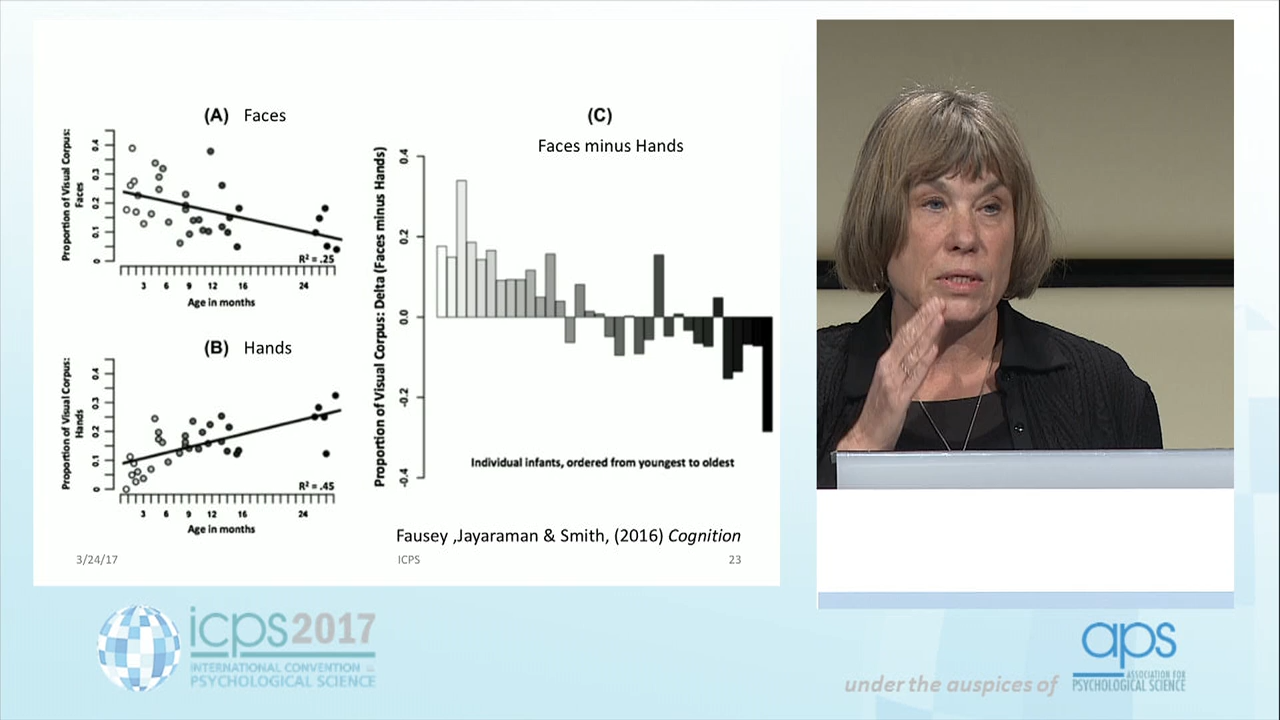 (A) Faces
Proportion of Visual Corpus:
Faces
0 0.1 0.2 0.3 0.4
3 6 9 12 16 24
R² = .25
Age in months
(B) Hands
Proportion of Visual Corpus:
Hands
0 0.1 0.2 0.3 0.4
3 6 9 12 16 24
R² = .45
Age in months
(C)
Faces minus Hands
Proportion of Visual Corpus: Delta (Faces minus Hands)
-0.4 -0.2 0.0 0.2 0.4
Individual infants, ordered from youngest to oldest
Fausey ,Jayaraman & Smith, (2016) Cognition
3/24/17 ICPS 23
icps2017
INTERNATIONAL CONVENTION
PSYCHOLOGICAL SCIENCE
under the auspices of
aps
ASSOCIATION FOR
PSYCHOLOGICAL SCIENCE